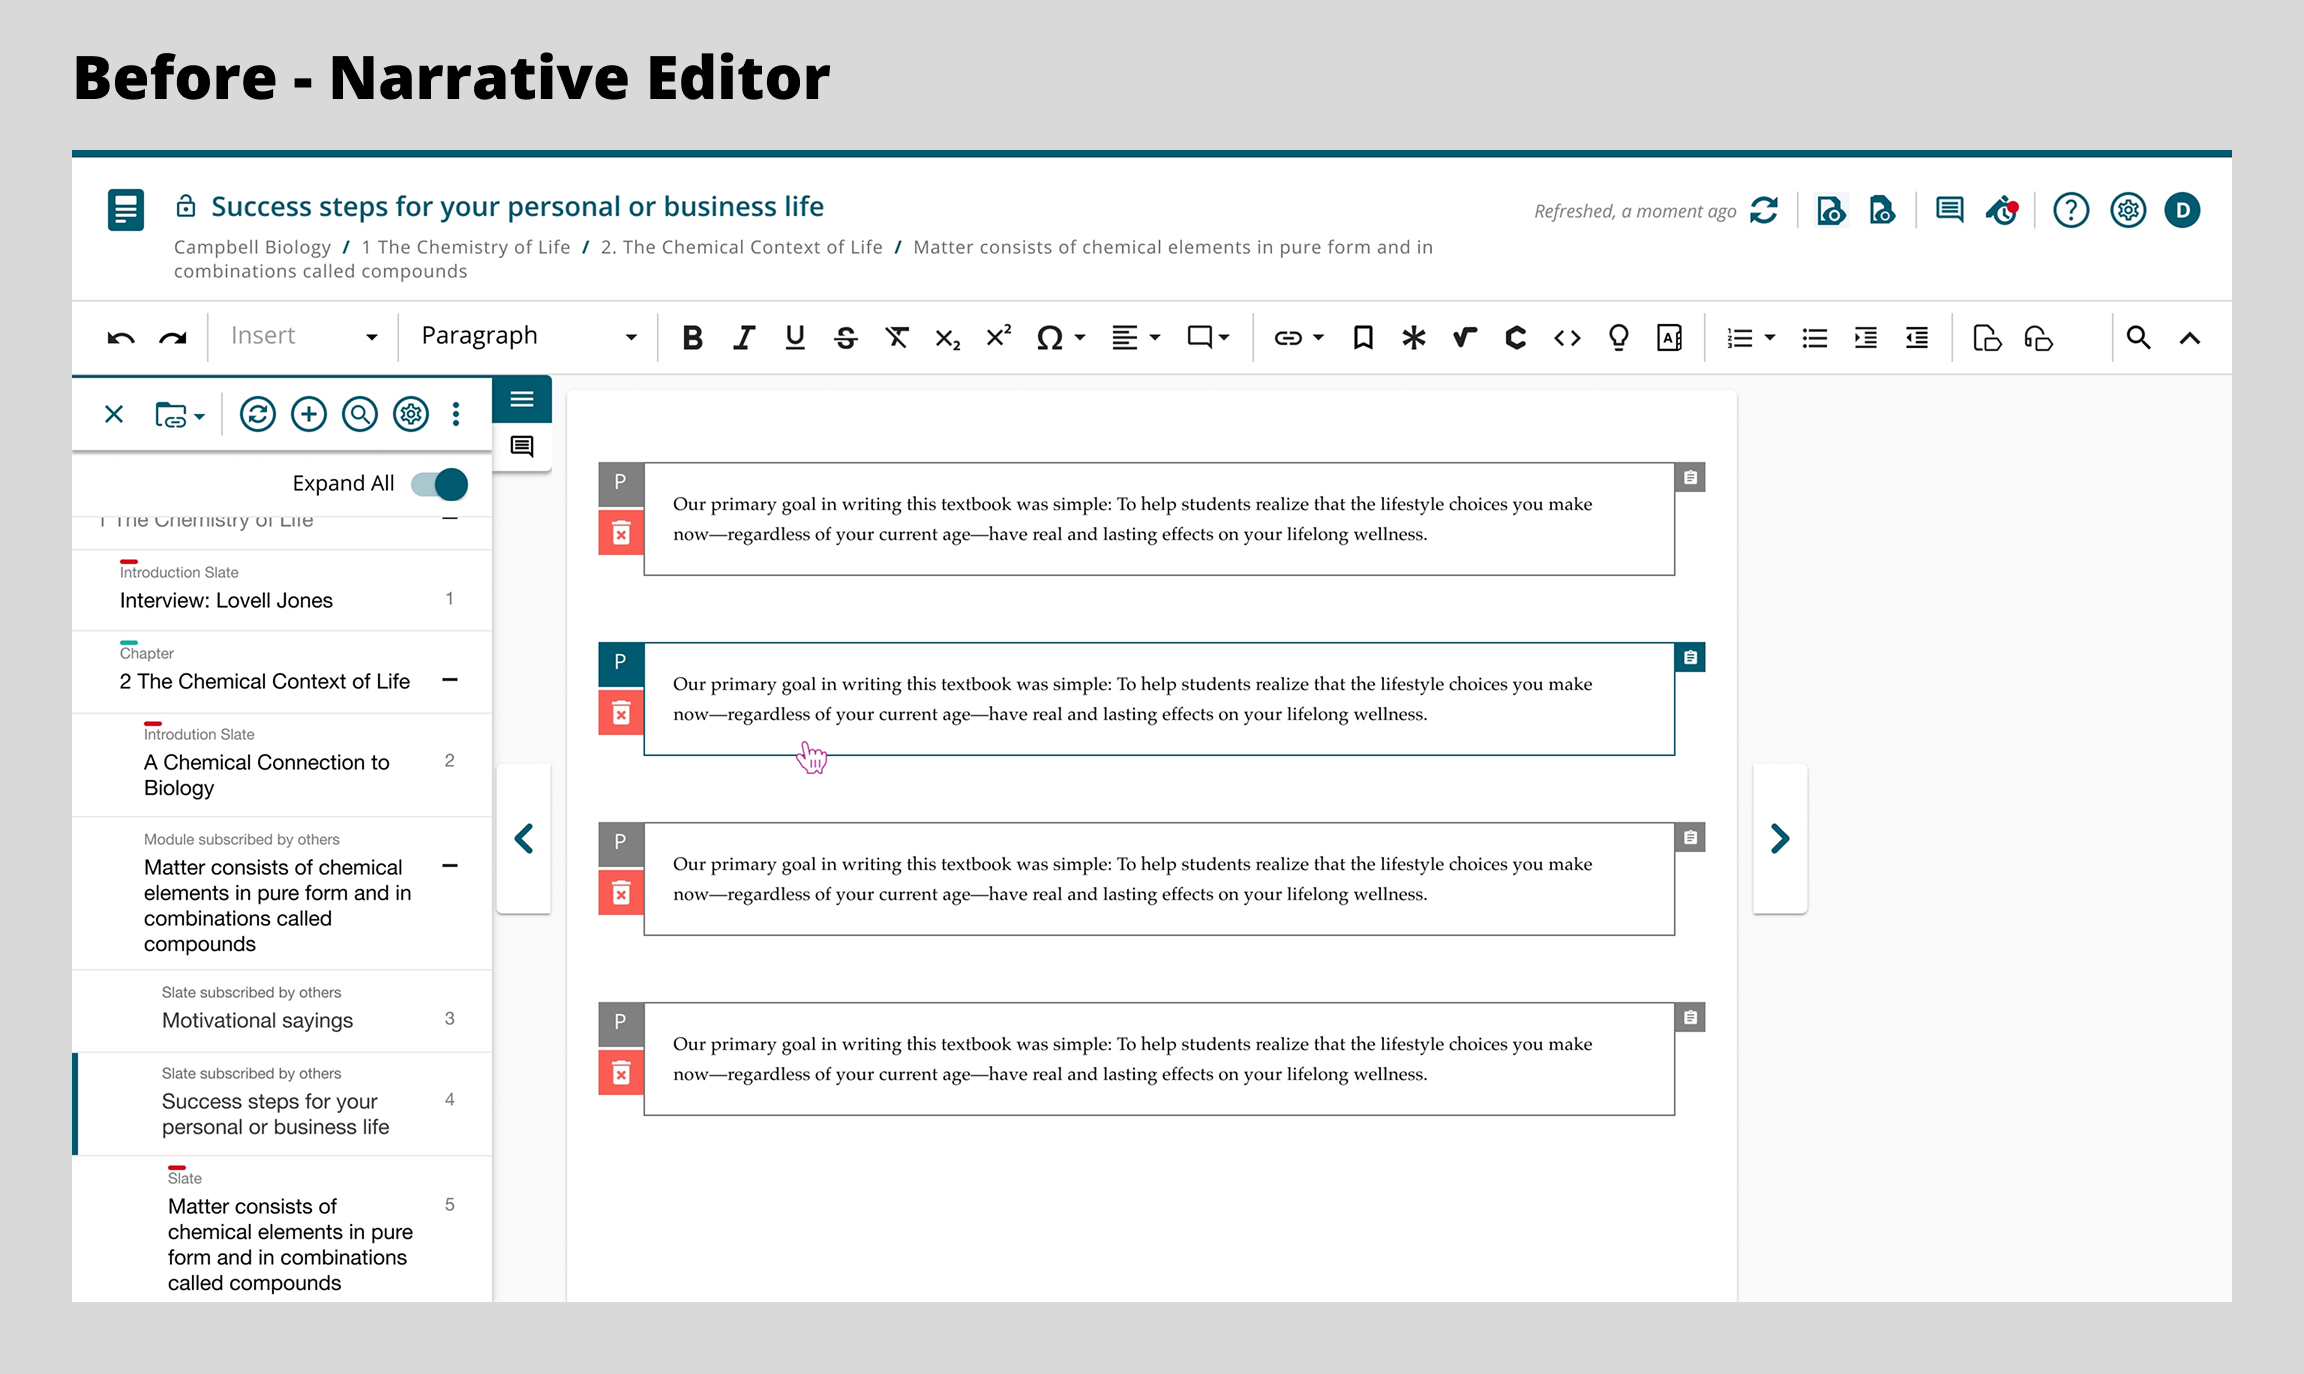 Before - Narrative Editor
Success steps for your personal or business life
Campbell Biology / 1 The Chemistry of Life / 2. The Chemical Context of Life / Matter consists of chemical elements in pure form and in
combinations called compounds
Refreshed, a moment ago
D
Insert
Paragraph
Expand All
1 The Chemistry of Life
Introduction Slate
Interview: Lovell Jones 1
Chapter
2 The Chemical Context of Life
Introdution Slate
A Chemical Connection to 2
Biology
Module subscribed by others
Matter consists of chemical
elements in pure form and in
combinations called
compounds
Slate subscribed by others
Motivational sayings 3
Slate subscribed by others
Success steps for your 4
personal or business life
Slate
Matter consists of 5
chemical elements in pure
form and in combinations
called compounds
P
Our primary goal in writing this textbook was simple: To help students realize that the lifestyle choices you make
now—regardless of your current age—have real and lasting effects on your lifelong wellness.
P
Our primary goal in writing this textbook was simple: To help students realize that the lifestyle choices you make
now—regardless of your current age—have real and lasting effects on your lifelong wellness.
P
Our primary goal in writing this textbook was simple: To help students realize that the lifestyle choices you make
now—regardless of your current age—have real and lasting effects on your lifelong wellness.
P
Our primary goal in writing this textbook was simple: To help students realize that the lifestyle choices you make
now—regardless of your current age—have real and lasting effects on your lifelong wellness.